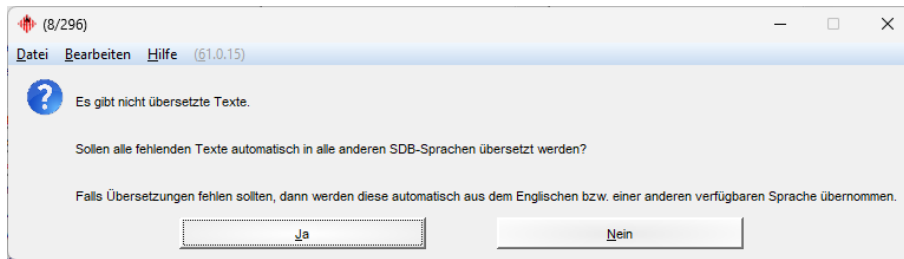 (8/296)
Datei Bearbeiten Hilfe (61.0.15)
Es gibt nicht übersetzte Texte.
Sollen alle fehlenden Texte automatisch in alle anderen SDB-Sprachen übersetzt werden?
Falls Übersetzungen fehlen sollten, dann werden diese automatisch aus dem Englischen bzw. einer anderen verfügbaren Sprache übernommen.
Ja Nein